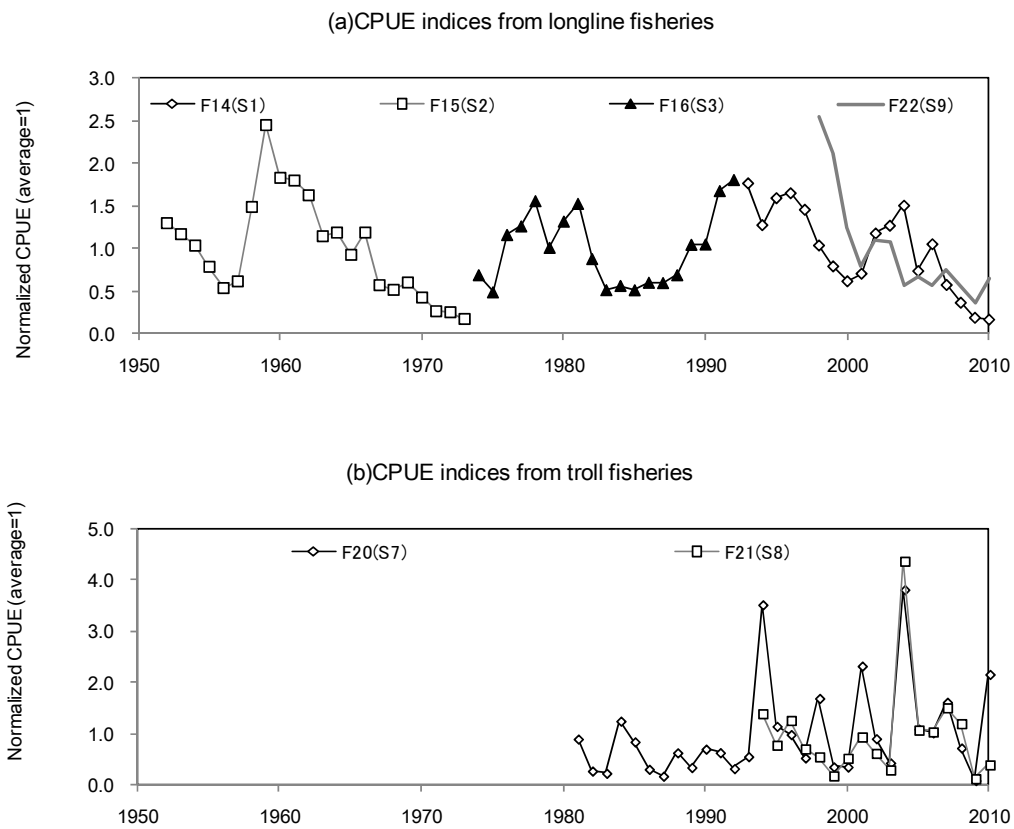 (a)CPUE indices from longline fisheries
Normalized CPUE (average=1)
3.0
2.5
2.0
1.5
1.0
0.5
0.0
F14(S1) F15(S2) F16(S3) F22(S9)
1950 1960 1970 1980 1990 2000 2010
(b)CPUE indices from troll fisheries
Normalized CPUE (average=1)
5.0
4.0
3.0
2.0
1.0
0.0
F20(S7) F21(S8)
1950 1960 1970 1980 1990 2000 2010